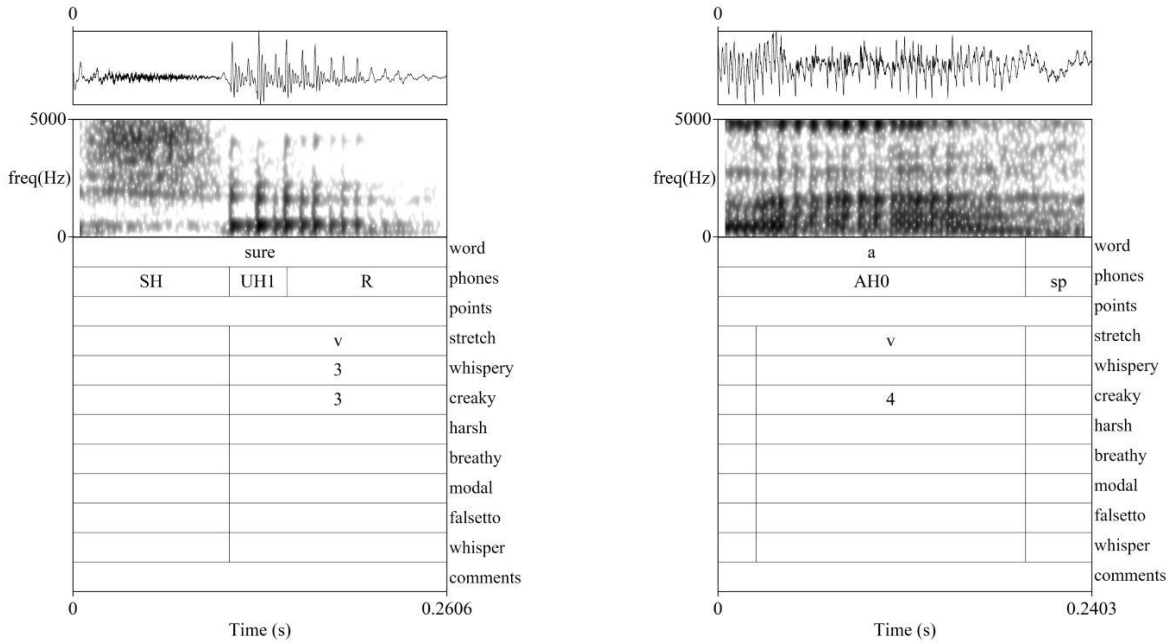 0
5000
freq(Hz)
0
sure word
SH UH1 R phones
points
v stretch
3 whispery
3 creaky
harsh
breathy
modal
falsetto
whisper
comments
0 0.2606
Time (s)
0
5000
freq(Hz)
0
a word
AH0 sp phones
points
v stretch
whispery
4 creaky
harsh
breathy
modal
falsetto
whisper
comments
0 0.2403
Time (s)